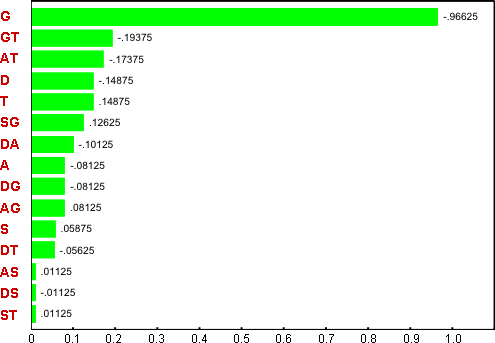 G -.96625
GT -.19375
AT -.17375
D -.14875
T .14875
SG .12625
DA -.10125
A -.08125
DG -.08125
AG .08125
S .05875
DT -.05625
AS .01125
DS -.01125
ST .01125
0 0.1 0.2 0.3 0.4 0.5 0.6 0.7 0.8 0.9 1.0